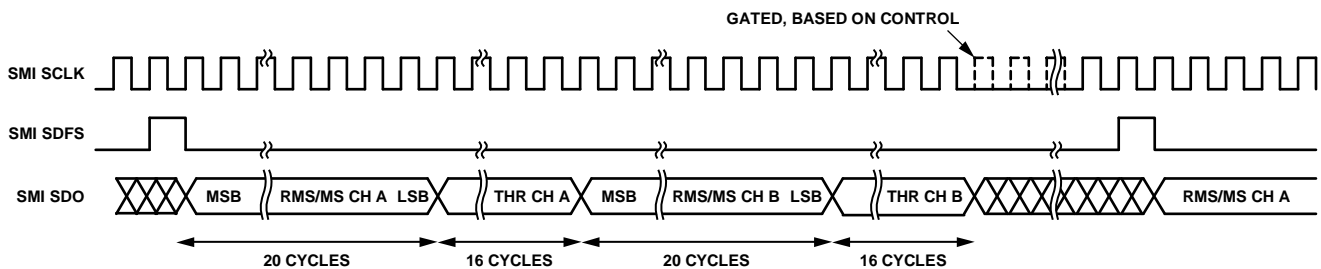 GATED, BASED ON CONTROL
SMI SCLK
SMI SDFS
SMI SDO
MSB RMS/MS CH A LSB THR CH A MSB RMS/MS CH B LSB THR CH B RMS/MS CH A
20 CYCLES 16 CYCLES 20 CYCLES 16 CYCLES